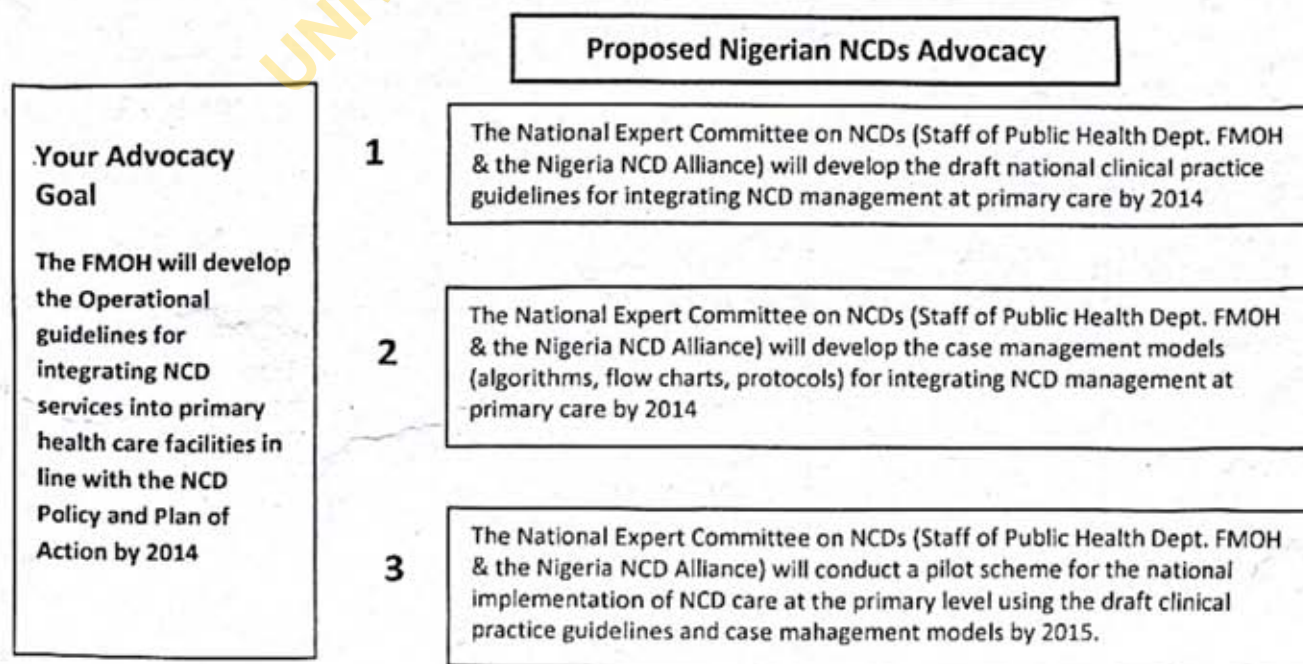 UNI
Proposed Nigerian NCDs Advocacy
Your Advocacy
Goal
The FMOH will develop
the Operational
guidelines for
integrating NCD
services into primary
health care facilities in
line with the NCD
Policy and Plan of
Action by 2014
1
The National Expert Committee on NCDs (Staff of Public Health Dept. FMOH
& the Nigeria NCD Alliance) will develop the draft national clinical practice
guidelines for integrating NCD management at primary care by 2014
2
The National Expert Committee on NCDs (Staff of Public Health Dept. FMOH
& the Nigeria NCD Alliance) will develop the case management models
(algorithms, flow charts, protocols) for integrating NCD management at
primary care by 2014
3
The National Expert Committee on NCDs (Staff of Public Health Dept. FMOH
& the Nigeria NCD Alliance) will conduct a pilot scheme for the national
implementation of NCD care at the primary level using the draft clinical
practice guidelines and case mahagement models by 2015.